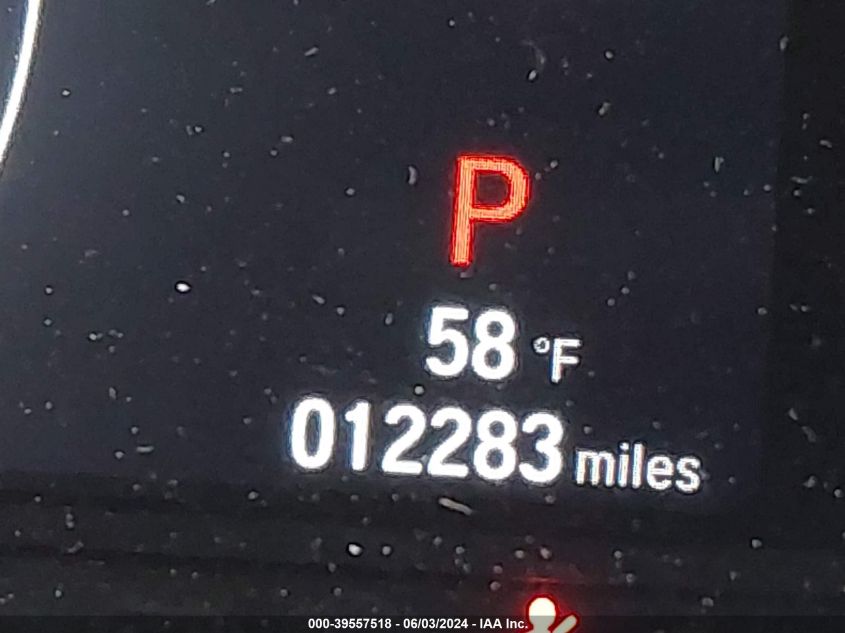 P
58 °F
012283 miles
000-39557518 - 06/03/2024 - IAA Inc.